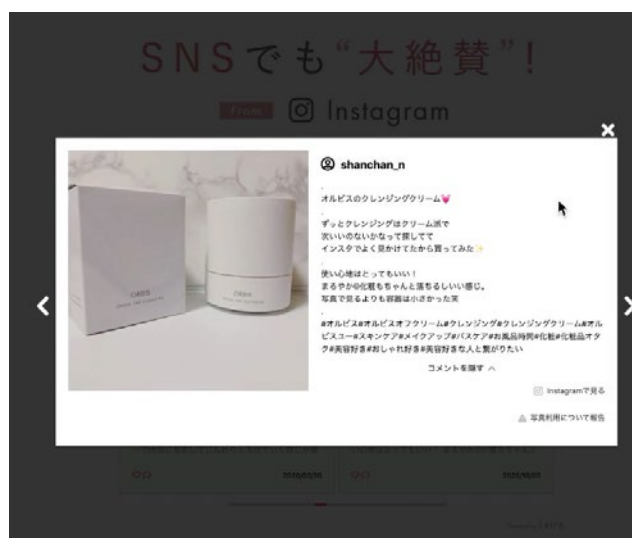 SNSでも“大絶賛”!
From Instagram
shanchan_n
.
オルビスのクレンジングクリーム💓
.
ずっとクレンジングはクリーム派で
次いいのないかなって探してて
インスタでよく見かけてたから買ってみた✨
.
使い心地はとってもいい!
まろやか◎化粧もちゃんと落ちるしいい感じ。
写真で見るよりも容器は小さかった笑
.
#オルビス#オルビスオフクリーム#クレンジング#クレンジングクリーム#オル
ビスユー#スキンケア#メイクアップ#バスケア#お風呂時間#化粧#化粧品オタ
ク#美容好き#おしゃれ好き#美容好きな人と繋がりたい
コメントを隠す ヘ
Instagramで見る
写真利用について報告
ORBIS
ORBIS